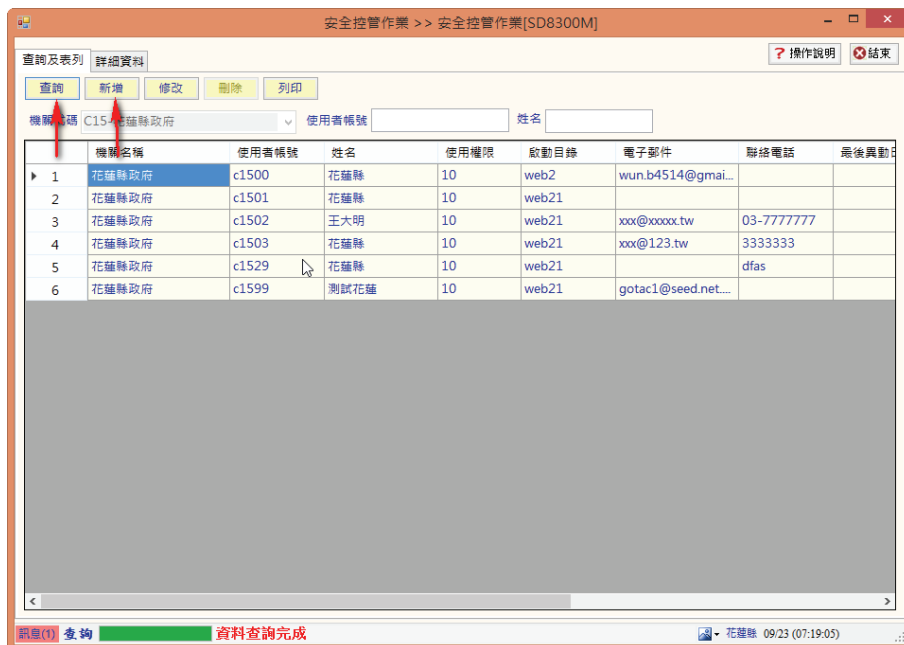 安全控管作業 >> 安全控管作業[SD8300M]
查詢及表列 詳細資料 ? 操作說明 結束
查詢 新增 修改 刪除 列印
機關代碼 C15-花蓮縣政府 使用者帳號 姓名
機關名稱 使用者帳號 姓名 使用權限 啟動目錄 電子郵件 聯絡電話 最後異動日
1 花蓮縣政府 c1500 花蓮縣 10 web2 wun.b4514@gmai...
2 花蓮縣政府 c1501 花蓮縣 10 web21
3 花蓮縣政府 c1502 王大明 10 web21 xxx@xxxxx.tw 03-7777777
4 花蓮縣政府 c1503 花蓮縣 10 web21 xxx@123.tw 3333333
5 花蓮縣政府 c1529 花蓮縣 10 web21 dfas
6 花蓮縣政府 c1599 測試花蓮 10 web21 gotac1@seed.net....
訊息(1) 查詢 資料查詢完成 花蓮縣 09/23 (07:19:05)